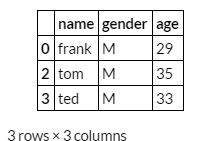 name gender age
0 frank M 29
2 tom M 35
3 ted M 33
3 rows × 3 columns